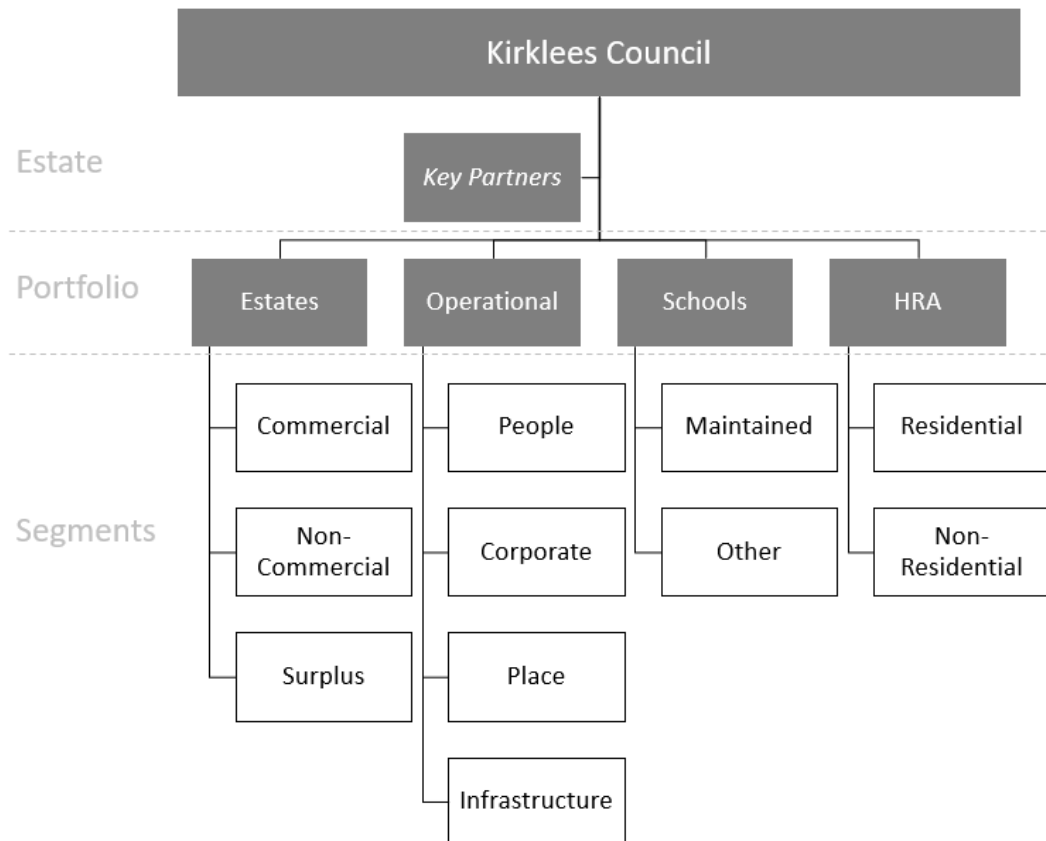 Kirklees Council
Estate
Key Partners
Portfolio
Estates
Operational
Schools
HRA
Segments
Commercial
People
Maintained
Residential
Non-
Commercial
Corporate
Other
Non-
Residential
Surplus
Place
Infrastructure